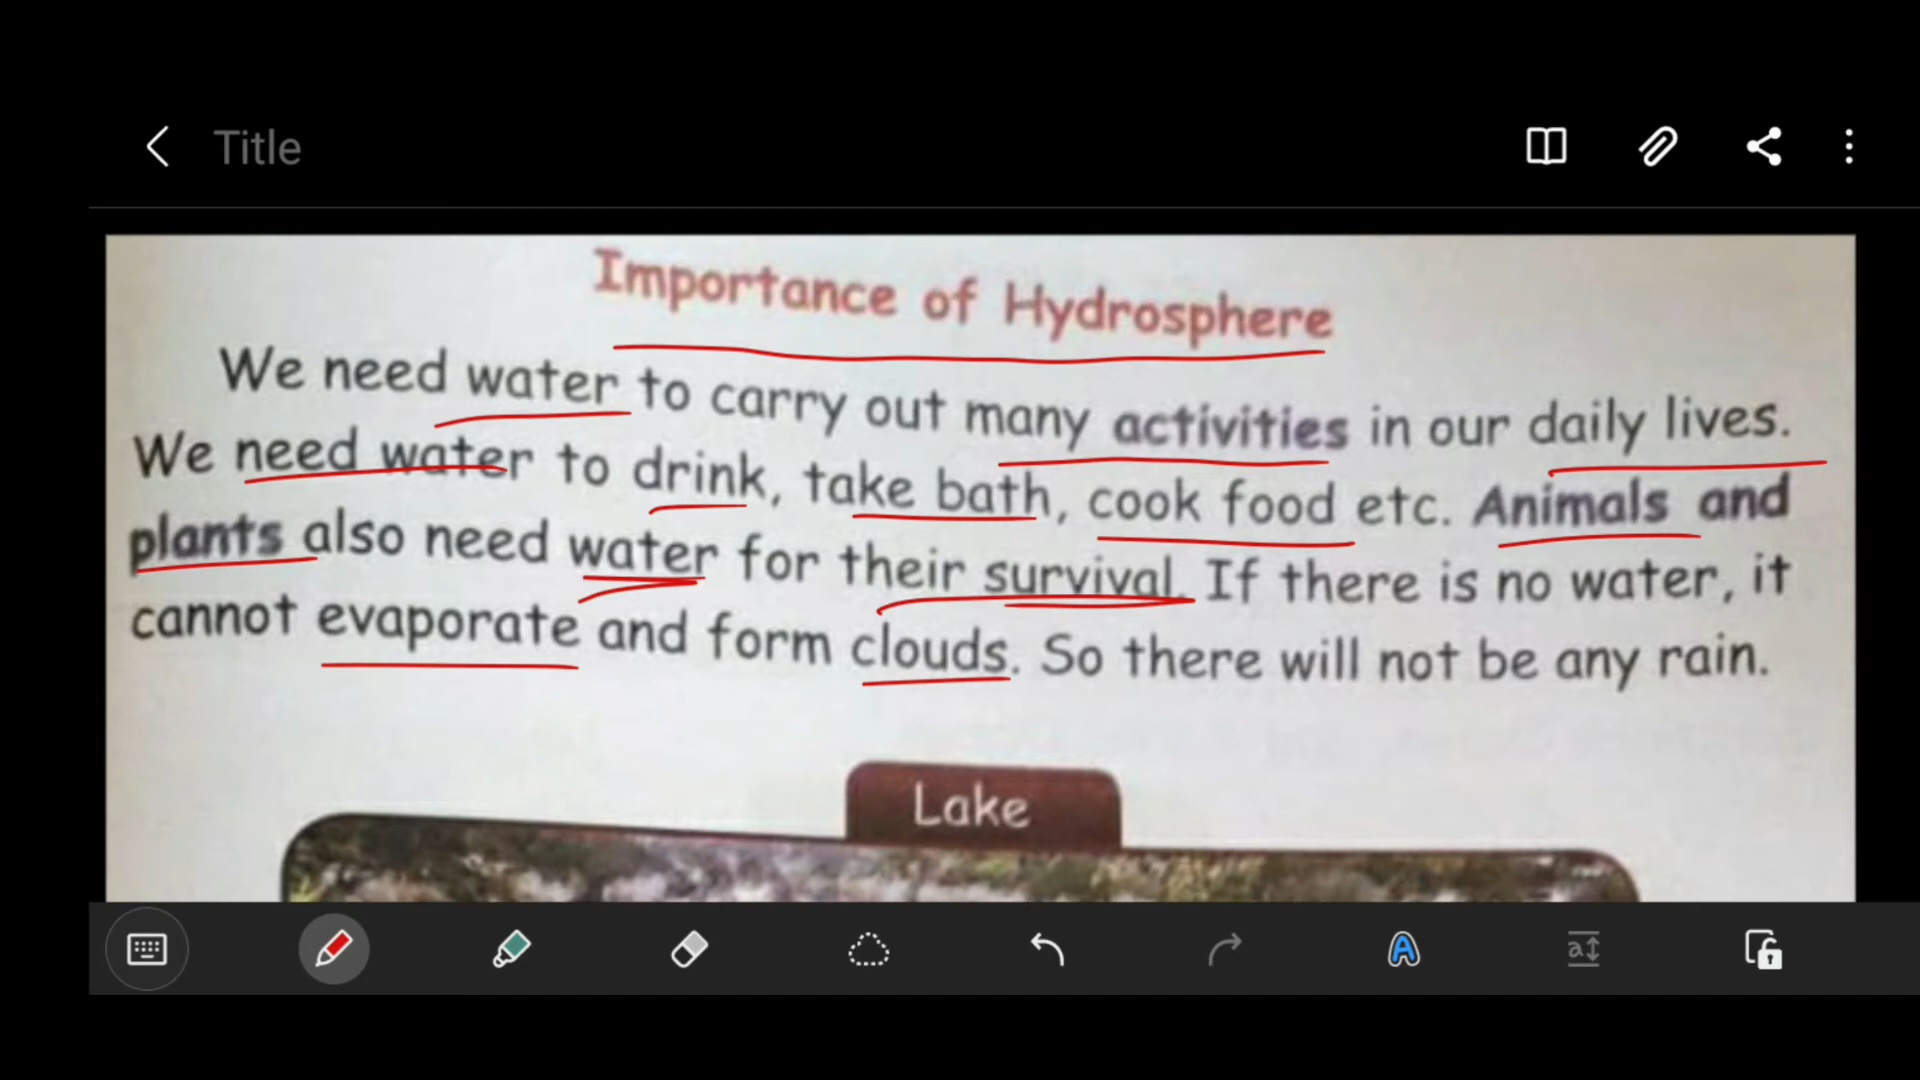 Title
Importance of Hydrosphere
We need water to carry out many activities in our daily lives.
We need water to drink, take bath, cook food etc. Animals and
plants also need water for their survival. If there is no water, it
cannot evaporate and form clouds. So there will not be any rain.
Lake